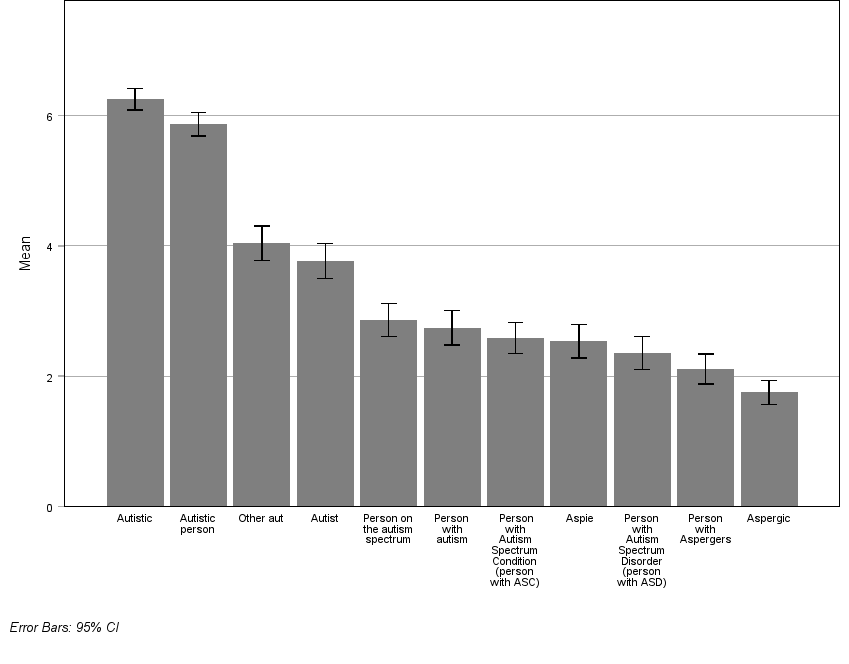 6
4
2
0
Mean
Autistic
Autistic
person
Other aut
Autist
Person on
the autism
spectrum
Person
with
autism
Person
with
Autism
Spectrum
Condition
(person
with ASC)
Aspie
Person
with
Autism
Spectrum
Disorder
(person
with ASD)
Person
with
Aspergers
Aspergic
Error Bars: 95% CI